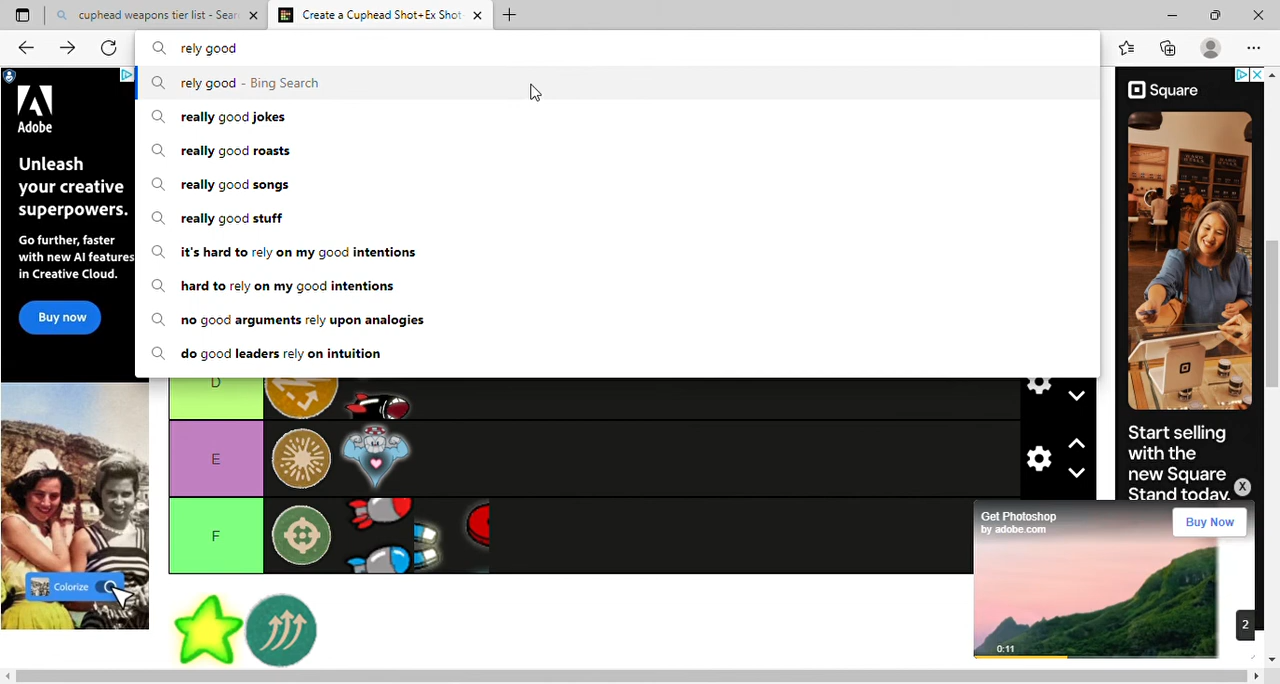 cuphead weapons tier list - Sear
Create a Cuphead Shot+Ex Shot
rely good
rely good - Bing Search
really good jokes
really good roasts
really good songs
really good stuff
it's hard to rely on my good intentions
hard to rely on my good intentions
no good arguments rely upon analogies
do good leaders rely on intuition
Adobe
Unleash
your creative
superpowers.
Go further, faster
with new AI features
in Creative Cloud.
Buy now
Colorize
D
E
F
Square
Start selling
with the
new Square
Stand today.
Get Photoshop
by adobe.com
Buy Now
0:11
2